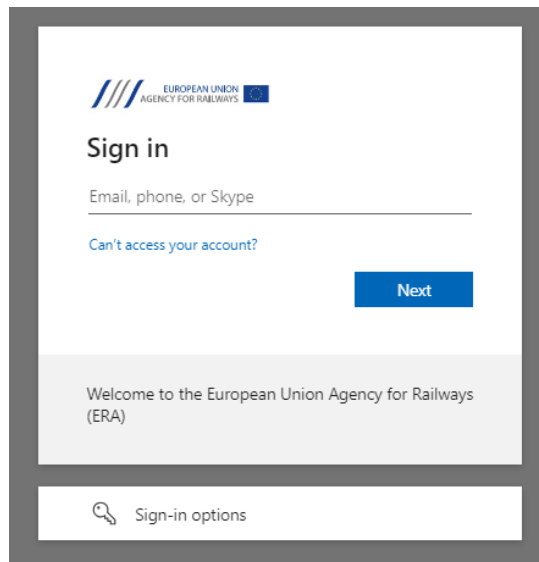 EUROPEAN UNION
AGENCY FOR RAILWAYS
Sign in
Email, phone, or Skype
Can't access your account?
Next
Welcome to the European Union Agency for Railways
(ERA)
Sign-in options